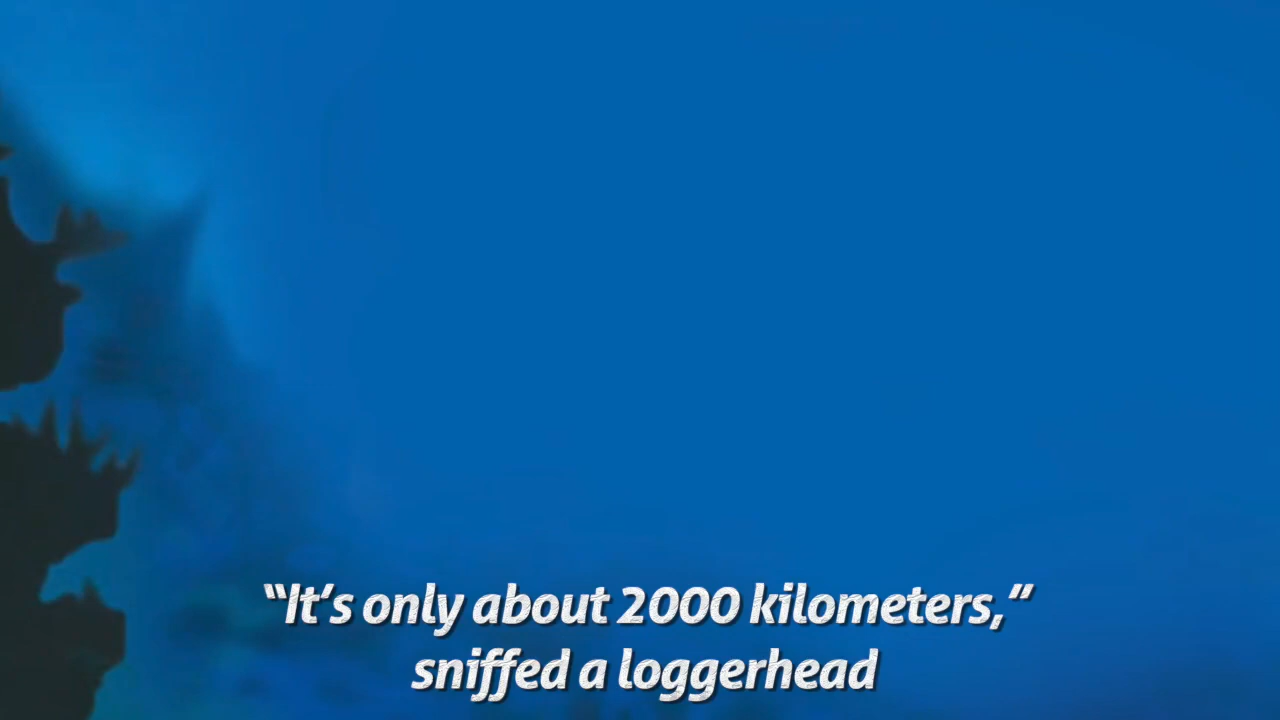 “It’s only about 2000 kilometers,”
sniffed a loggerhead